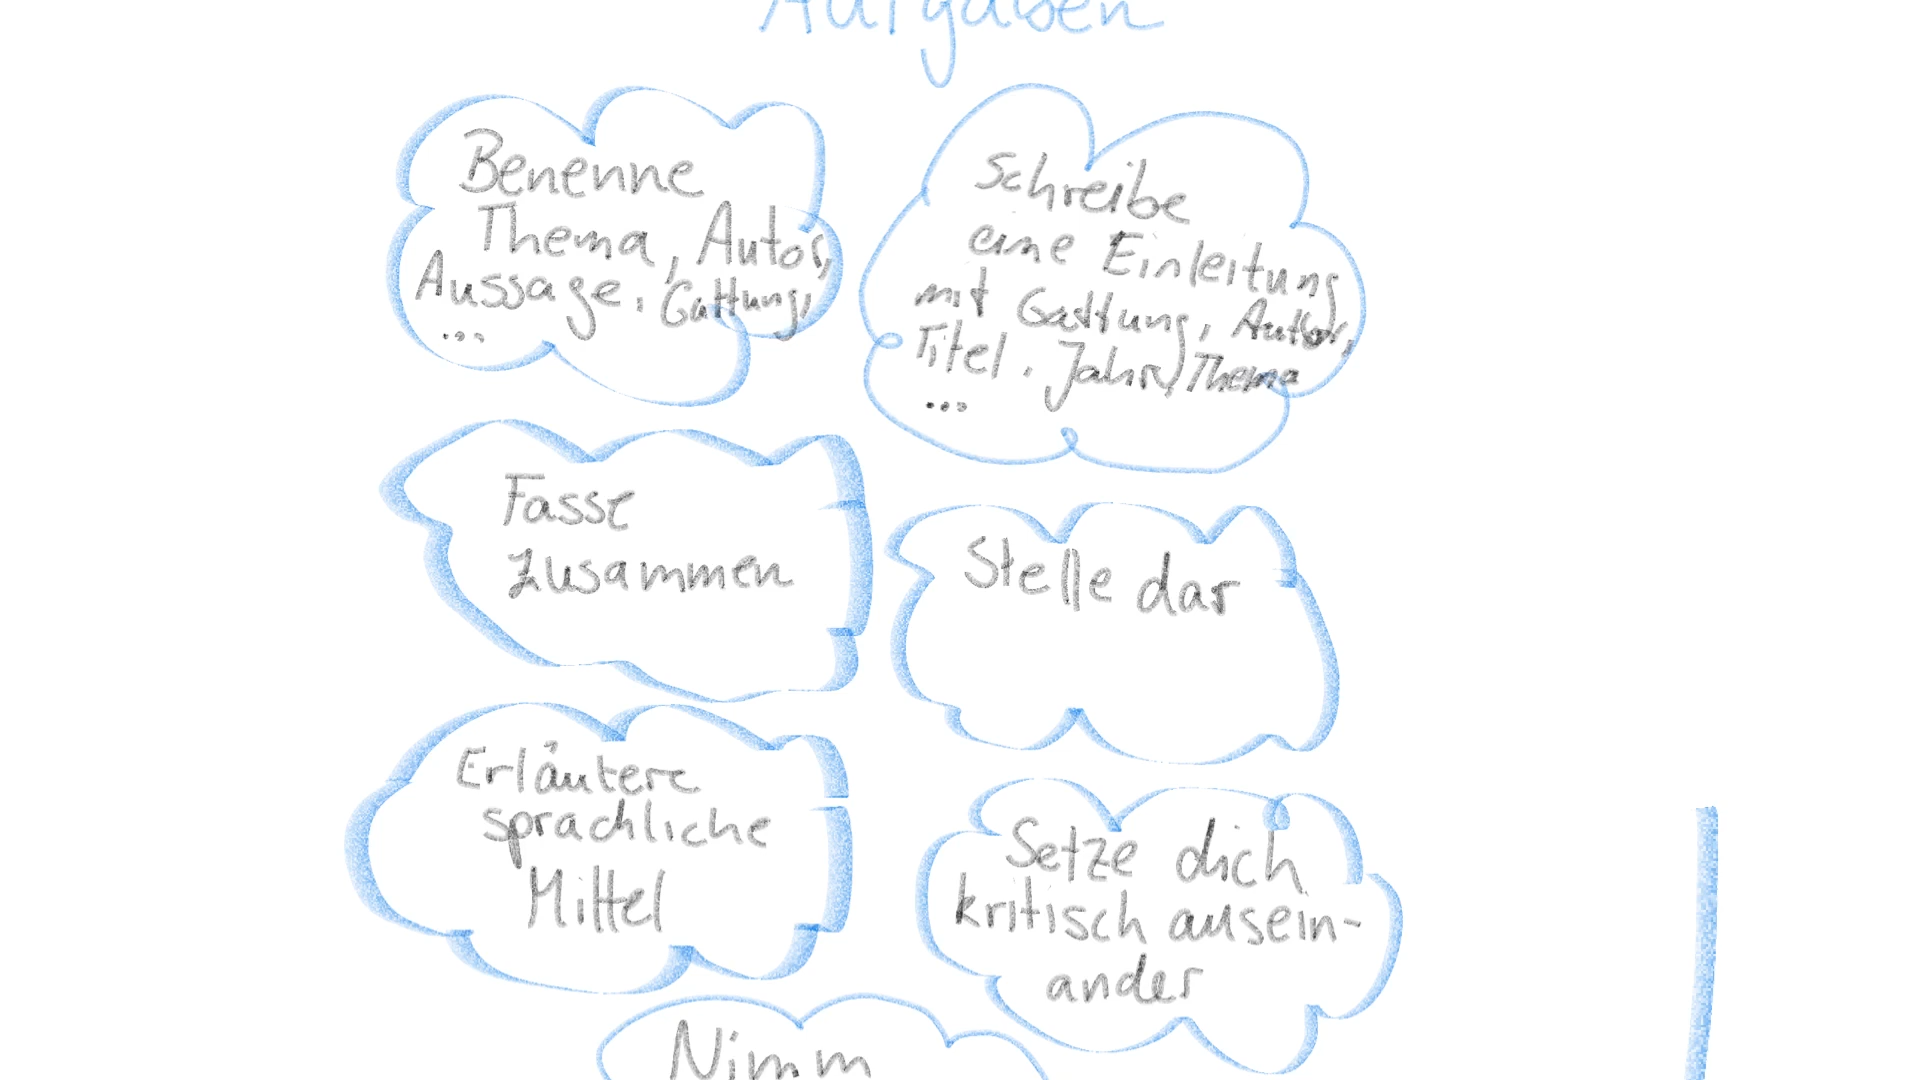 Aufgaben
Benenne
Thema, Autor,
Aussage, Gattung,
...
Schreibe
eine Einleitung
mit Gattung, Autor,
Titel, Jahr, Thema
...
Fasse
zusammen
Stelle dar
Erläutere
sprachliche
Mittel
Setze dich
kritisch ausein-
ander
Nimm